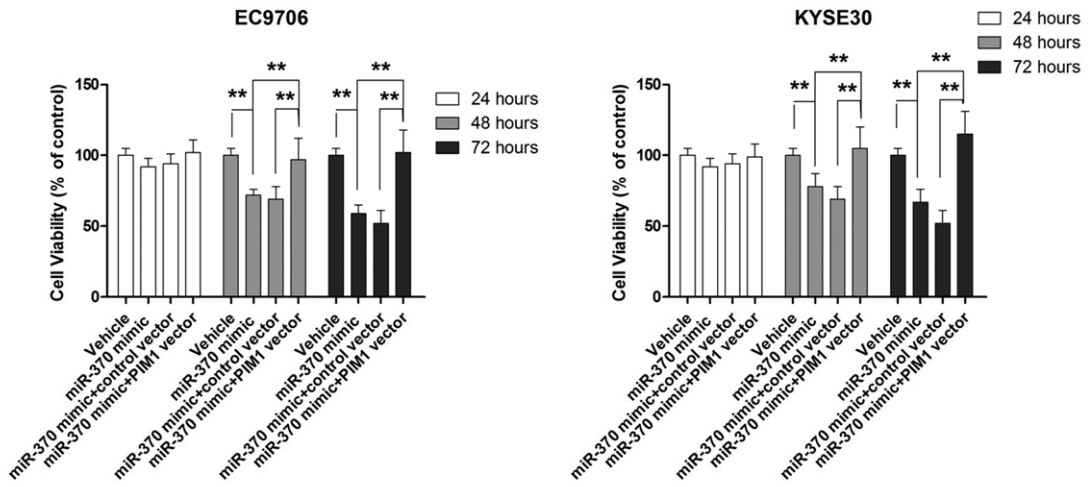 EC9706
Cell Viability (% of control)
150
100
50
0
**
**
**
**
**
**
24 hours
48 hours
72 hours
Vehicle
miR-370 mimic
miR-370 mimic+control vector
miR-370 mimic+PIM1 vector
Vehicle
miR-370 mimic
miR-370 mimic+control vector
miR-370 mimic+PIM1 vector
Vehicle
miR-370 mimic
miR-370 mimic+control vector
miR-370 mimic+PIM1 vector
KYSE30
Cell Viability (% of control)
150
100
50
0
**
**
**
**
**
**
24 hours
48 hours
72 hours
Vehicle
miR-370 mimic
miR-370 mimic+control vector
miR-370 mimic+PIM1 vector
Vehicle
miR-370 mimic
miR-370 mimic+control vector
miR-370 mimic+PIM1 vector
Vehicle
miR-370 mimic
miR-370 mimic+control vector
miR-370 mimic+PIM1 vector